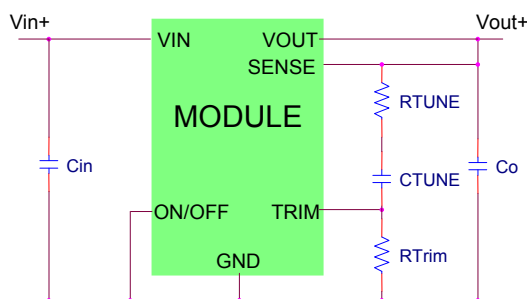 Vin+ Vout+
VIN VOUT
SENSE
RTUNE
MODULE
Cin CTUNE Co
ON/OFF TRIM
RTrim
GND